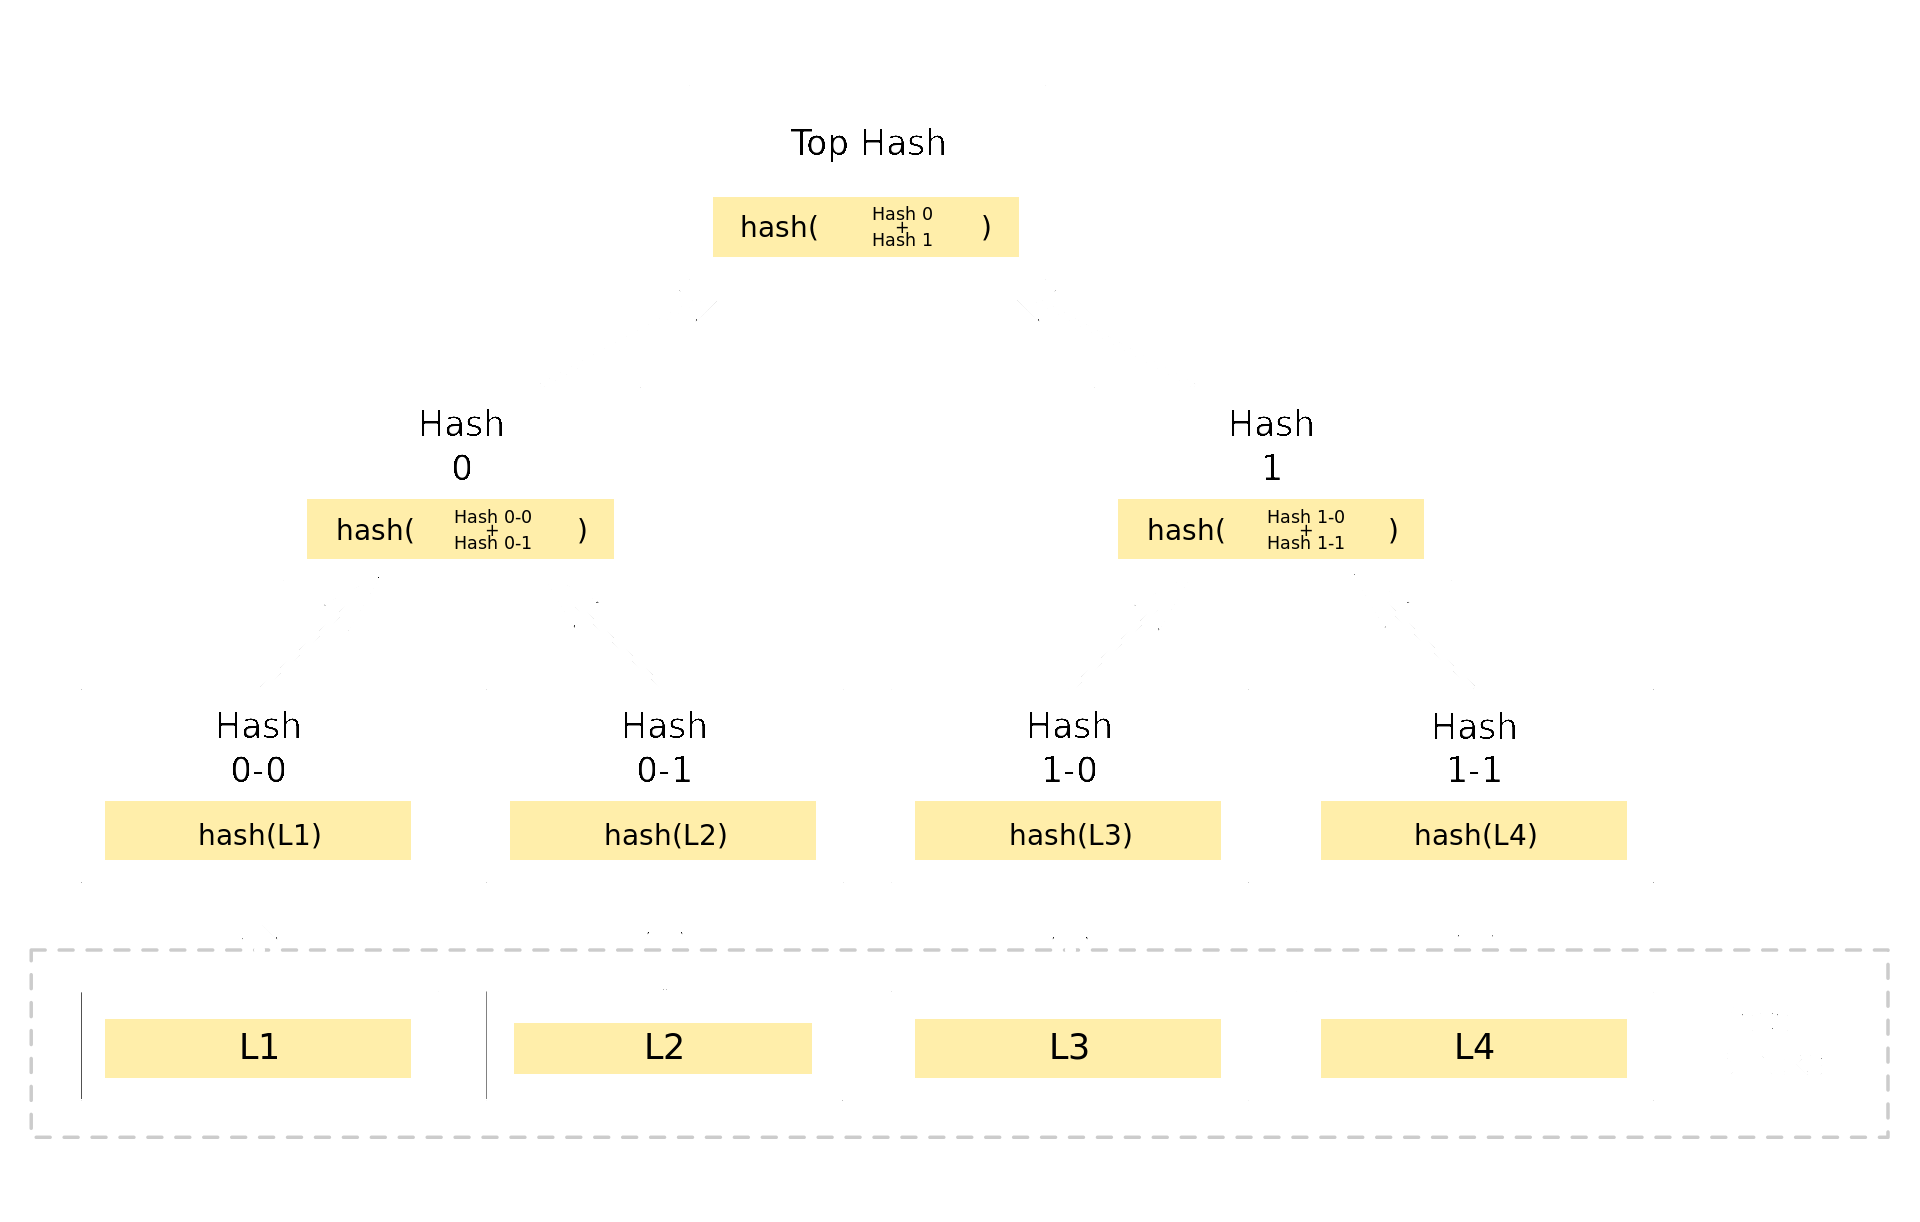 Top Hash
hash( Hash 0 + Hash 1 )
Hash
0
hash( Hash 0-0 + Hash 0-1 )
Hash
1
hash( Hash 1-0 + Hash 1-1 )
Hash
0-0
hash(L1)
Hash
0-1
hash(L2)
Hash
1-0
hash(L3)
Hash
1-1
hash(L4)
L1
L2
L3
L4